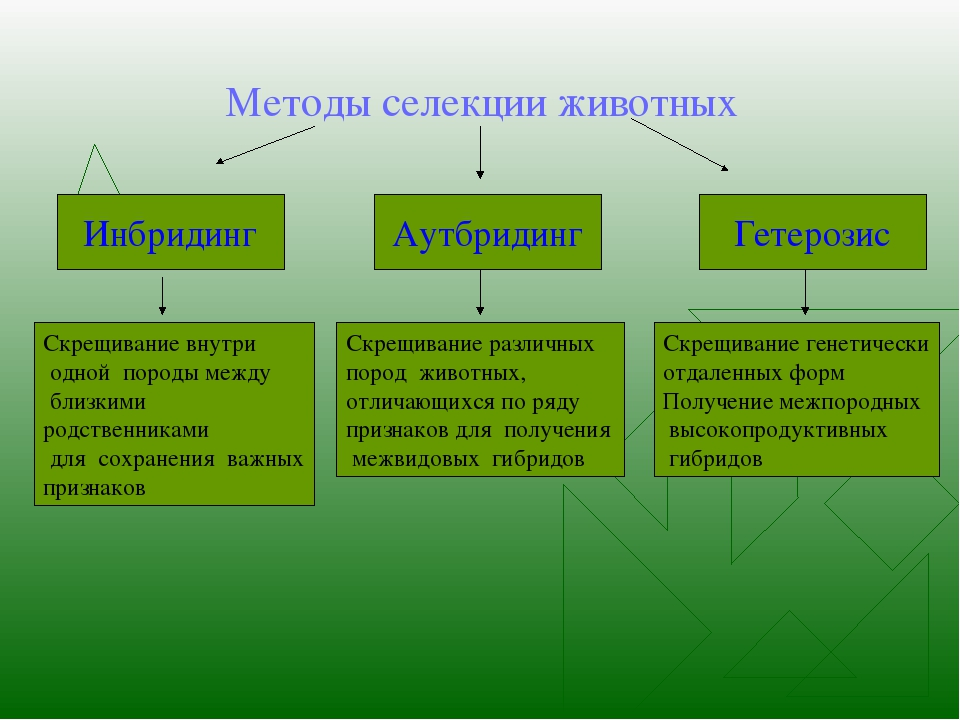 Методы селекции животных
Инбридинг
Аутбридинг
Гетерозис
Скрещивание внутри
одной породы между
близкими
родственниками
для сохранения важных
признаков
Скрещивание различных
пород животных,
отличающихся по ряду
признаков для получения
межвидовых гибридов
Скрещивание генетически
отдаленных форм
Получение межпородных
высокопродуктивных
гибридов